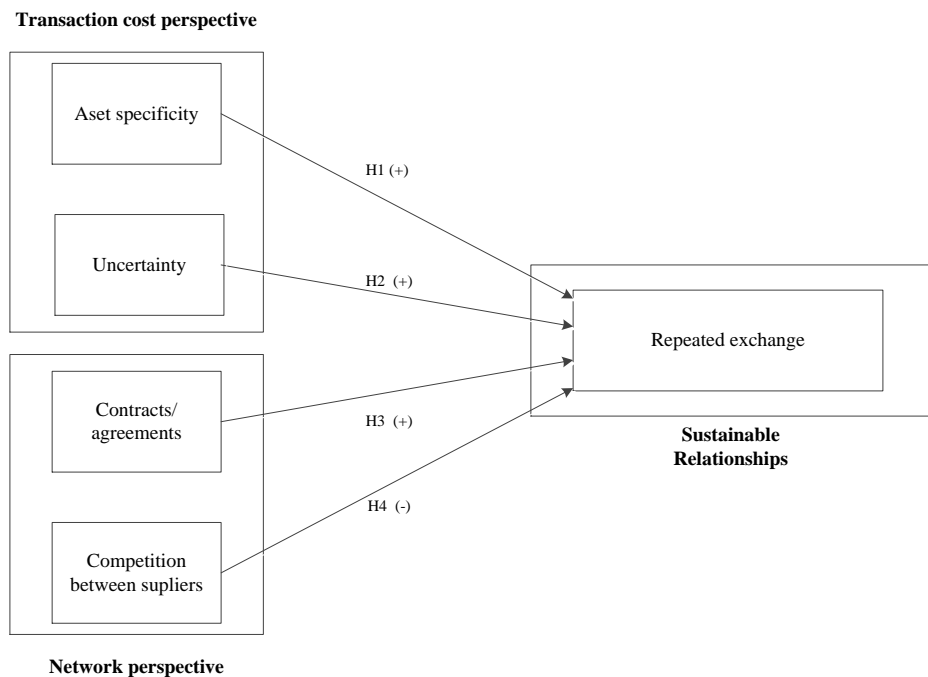 Transaction cost perspective
Aset specificity
H1 (+)
Uncertainty
H2 (+)
Repeated exchange
Contracts/
agreements
H3 (+)
Sustainable
Relationships
H4 (-)
Competition
between supliers
Network perspective